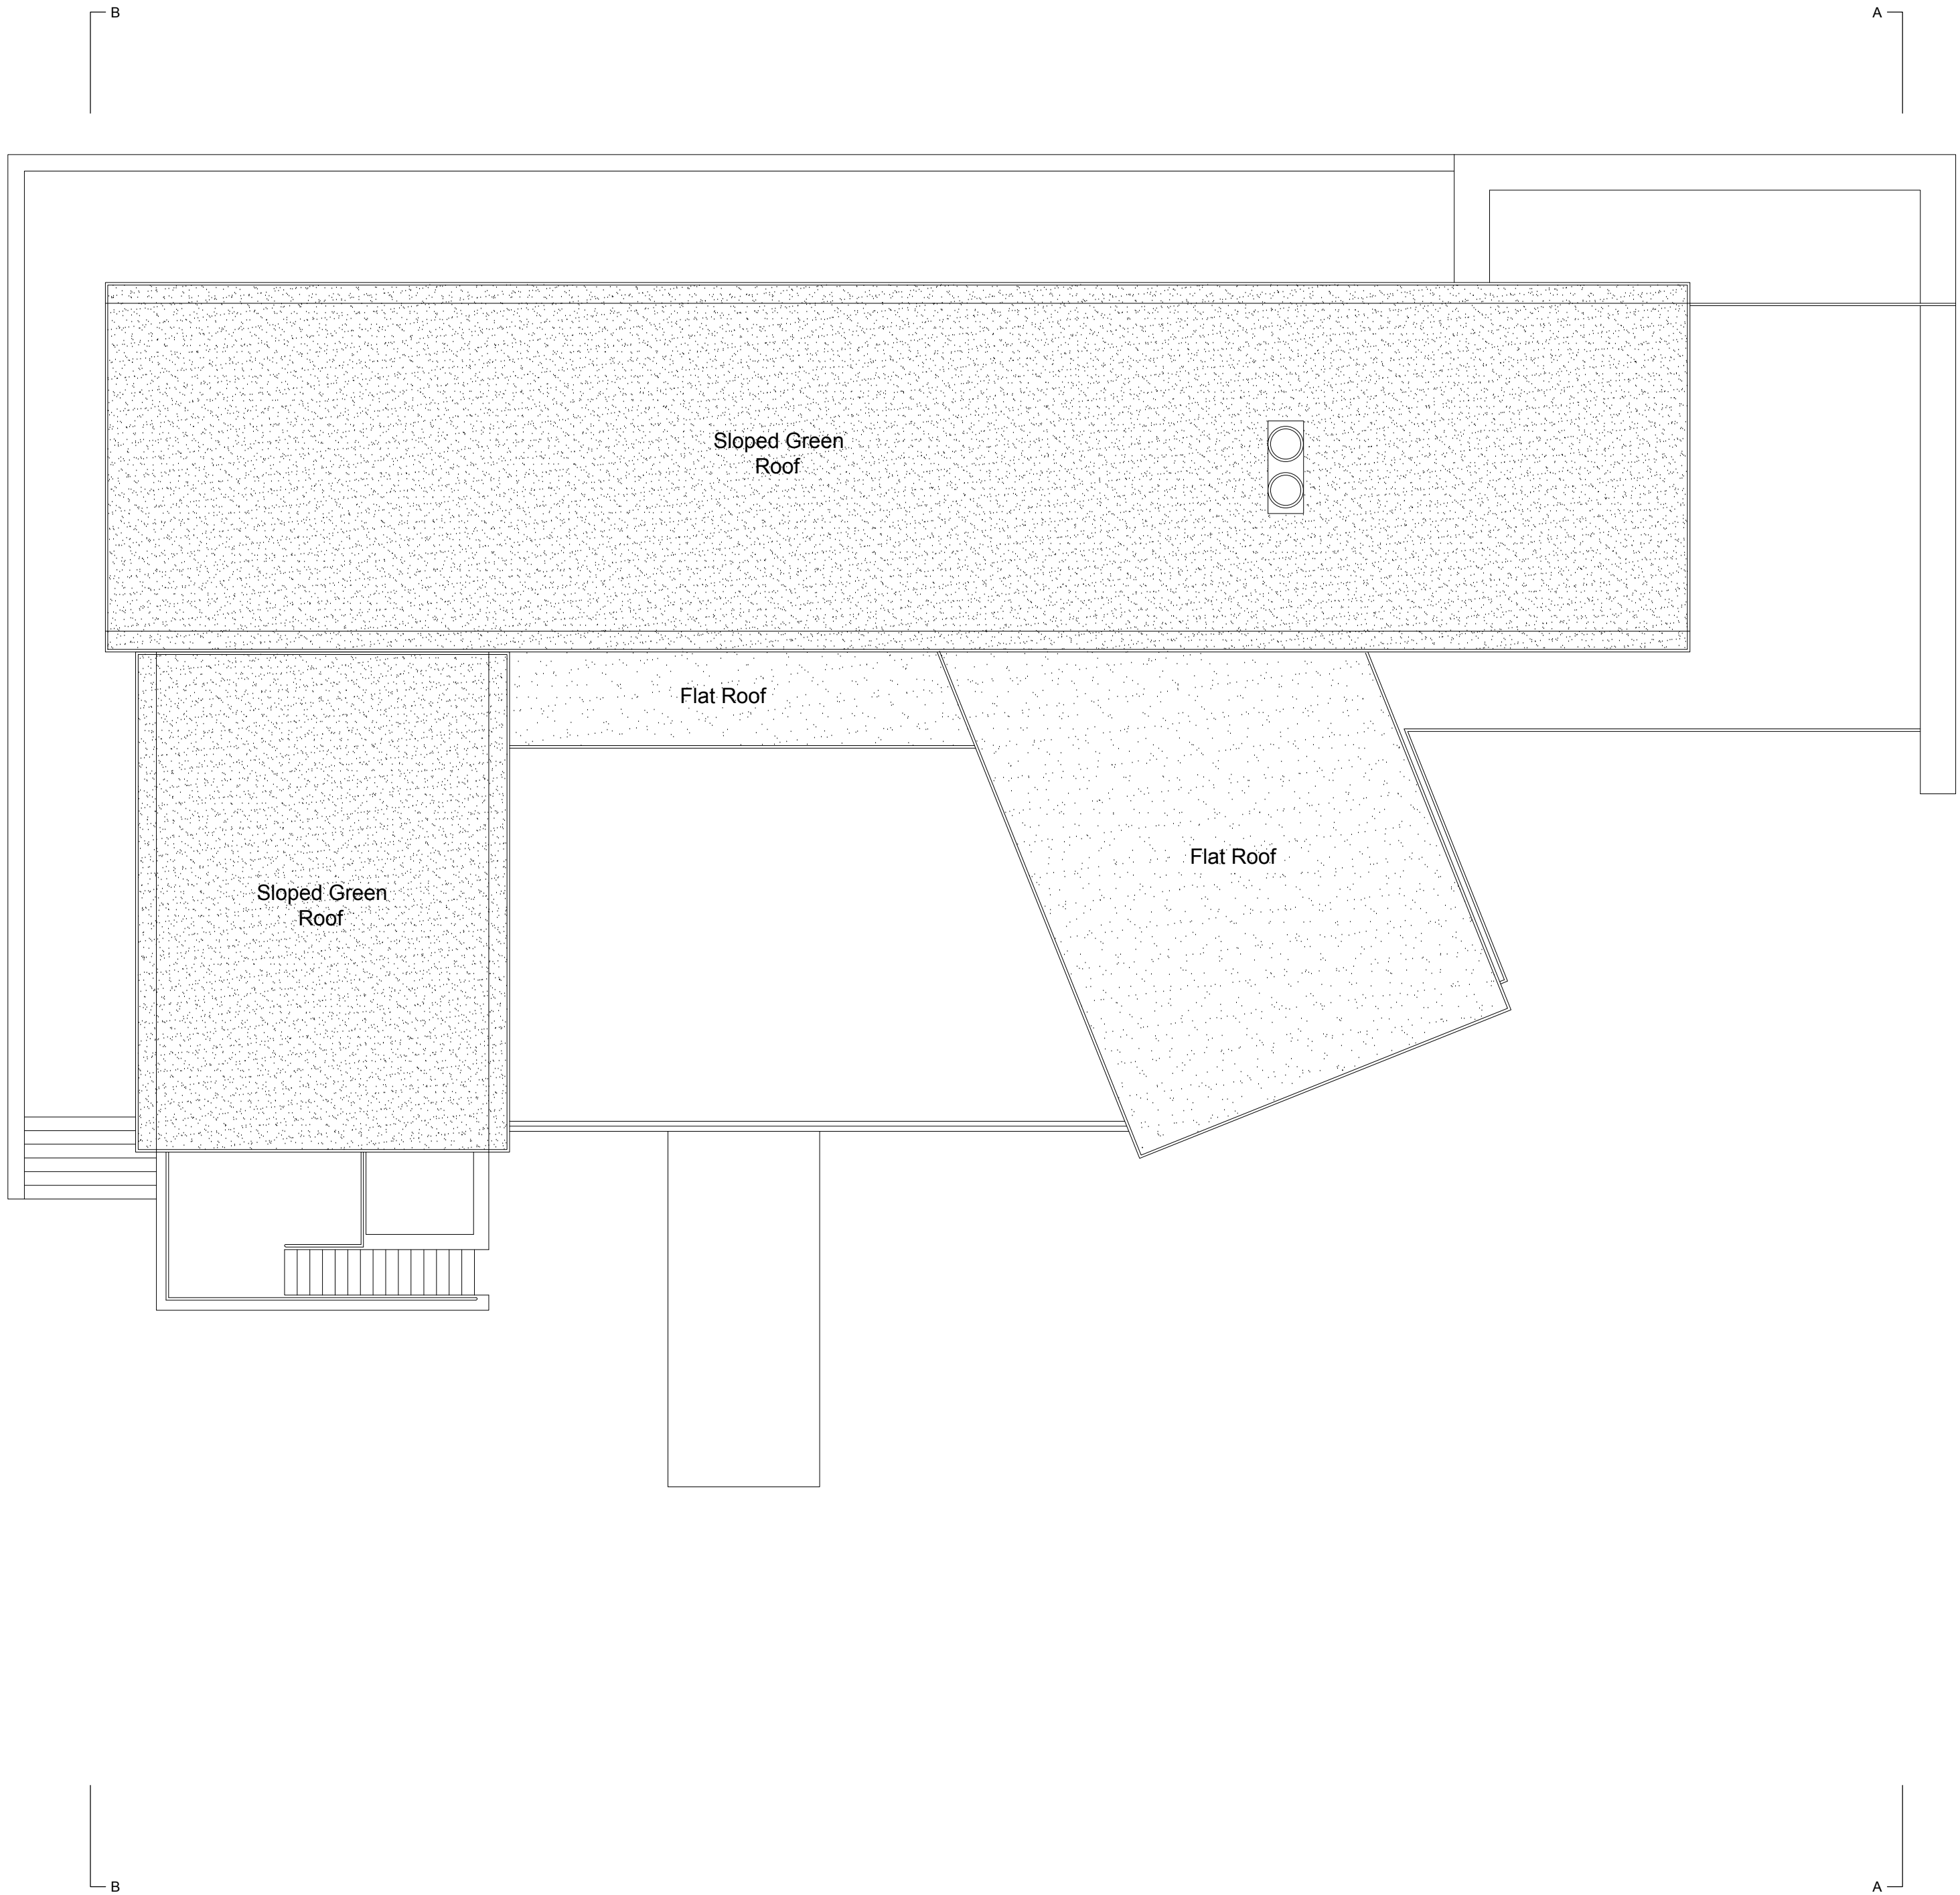 B
A
Sloped Green
Roof
Flat Roof
Flat Roof
Sloped Green
Roof
B
A